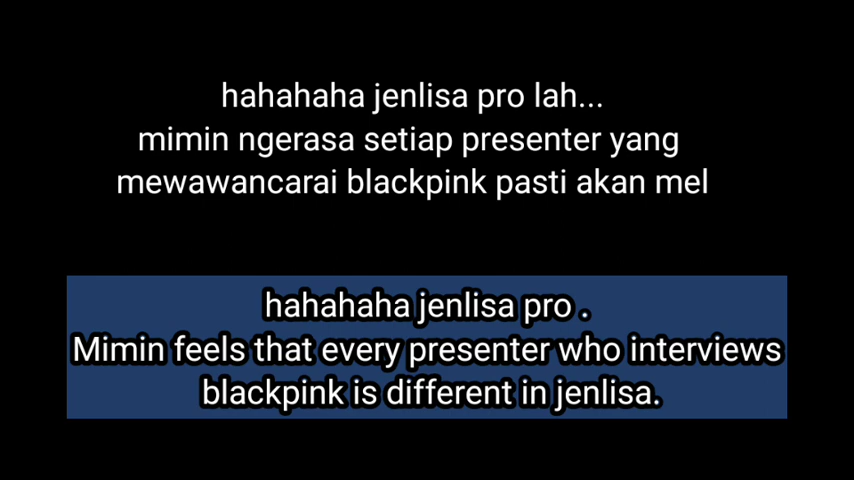 hahahaha jenlisa pro lah...
mimin ngerasa setiap presenter yang
mewawancarai blackpink pasti akan mel
hahahaha jenlisa pro .
Mimin feels that every presenter who interviews
blackpink is different in jenlisa.